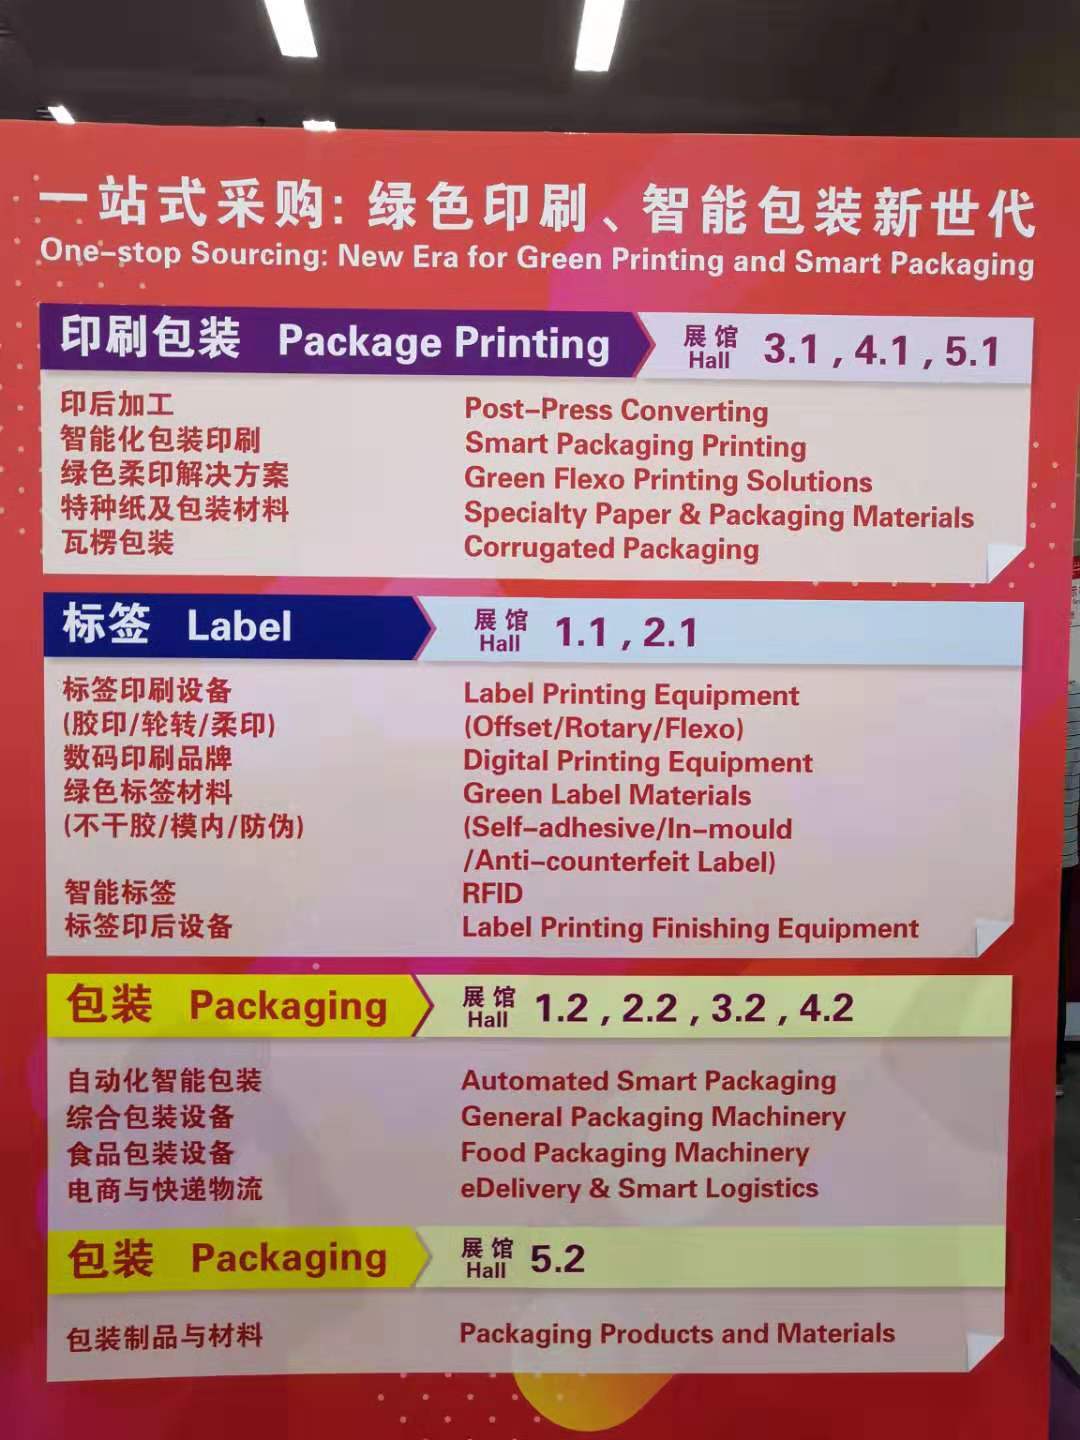 一站式采购: 绿色印刷、智能包装新世代
One-stop Sourcing: New Era for Green Printing and Smart Packaging
印刷包装 Package Printing 展馆 Hall 3.1 , 4.1 , 5.1
印后加工 Post-Press Converting
智能化包装印刷 Smart Packaging Printing
绿色柔印解决方案 Green Flexo Printing Solutions
特种纸及包装材料 Specialty Paper & Packaging Materials
瓦楞包装 Corrugated Packaging
标签 Label 展馆 Hall 1.1 , 2.1
标签印刷设备 Label Printing Equipment
(胶印/轮转/柔印) (Offset/Rotary/Flexo)
数码印刷品牌 Digital Printing Equipment
绿色标签材料 Green Label Materials
(不干胶/模内/防伪) (Self-adhesive/In-mould
/Anti-counterfeit Label)
智能标签 RFID
标签印后设备 Label Printing Finishing Equipment
包装 Packaging 展馆 Hall 1.2 , 2.2 , 3.2 , 4.2
自动化智能包装 Automated Smart Packaging
综合包装设备 General Packaging Machinery
食品包装设备 Food Packaging Machinery
电商与快递物流 eDelivery & Smart Logistics
包装 Packaging 展馆 Hall 5.2
包装制品与材料 Packaging Products and Materials